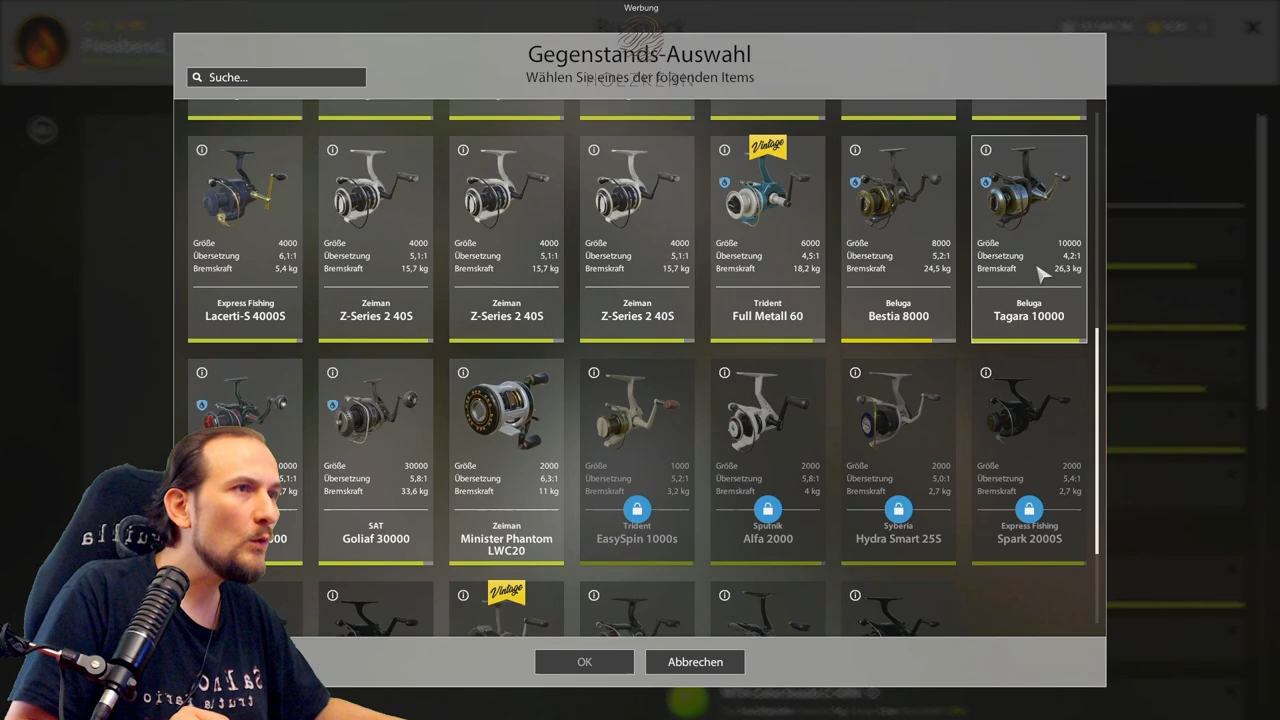 Werbung
Gegenstands-Auswahl
Suche...
Wählen Sie eines der folgenden Items
HOLZKERN
Vintage
Größe 4000
Übersetzung 6,1:1
Bremskraft 5,4 kg
Express Fishing
Lacerti-S 4000S
Größe 4000
Übersetzung 5,1:1
Bremskraft 15,7 kg
Zeiman
Z-Series 2 40S
Größe 4000
Übersetzung 5,1:1
Bremskraft 15,7 kg
Zeiman
Z-Series 2 40S
Größe 4000
Übersetzung 5,1:1
Bremskraft 15,7 kg
Zeiman
Z-Series 2 40S
Größe 6000
Übersetzung 4,5:1
Bremskraft 18,2 kg
Trident
Full Metall 60
Größe 8000
Übersetzung 5,2:1
Bremskraft 24,5 kg
Beluga
Bestia 8000
Größe 10000
Übersetzung 4,2:1
Bremskraft 26,3 kg
Beluga
Tagara 10000
Größe 30000
Übersetzung 5,8:1
Bremskraft 33,6 kg
SAT
Goliaf 30000
Größe 2000
Übersetzung 6,3:1
Bremskraft 11 kg
Zeiman
Minister Phantom
LWC20
Größe 1000
Übersetzung 5,2:1
Bremskraft 3,2 kg
Trident
EasySpin 1000s
Größe 2000
Übersetzung 5,8:1
Bremskraft 4 kg
Sputnik
Alfa 2000
Größe 2000
Übersetzung 5,0:1
Bremskraft 2,7 kg
Syberia
Hydra Smart 25S
Größe 2000
Übersetzung 5,4:1
Bremskraft 2,7 kg
Express Fishing
Spark 2000S
Vintage
OK
Abbrechen